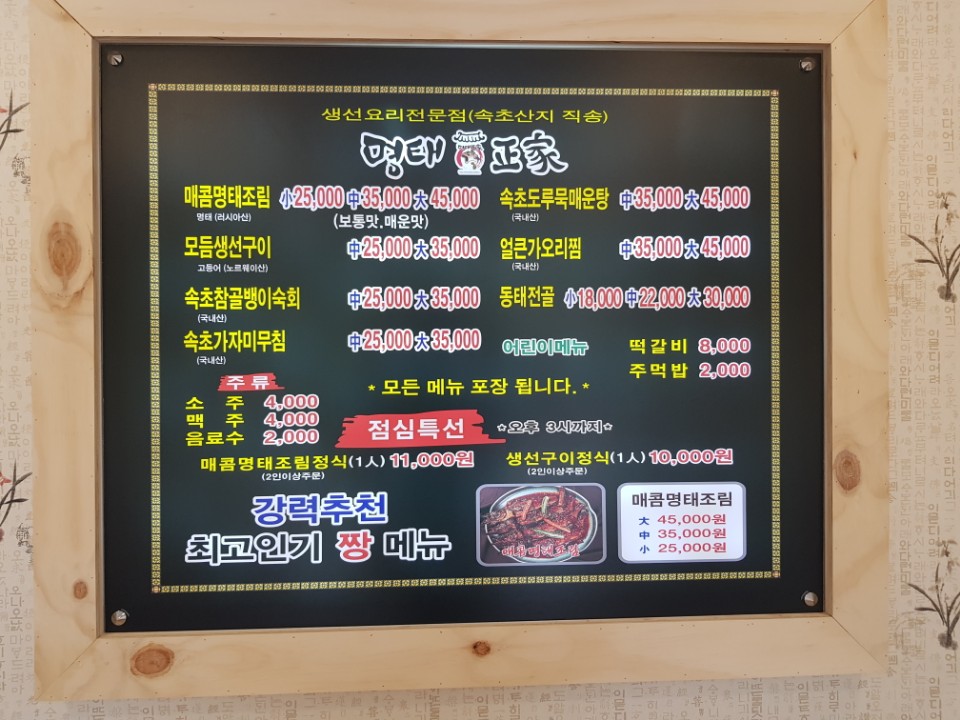 생선요리전문점(속초산지 직송)
명태 正家
매콤명태조림 小25,000 中35,000 大45,000
명태 (러시아산)
(보통맛.매운맛)
모듬생선구이 中25,000 大35,000
고등어 (노르웨이산)
속초참골뱅이숙회 中25,000 大35,000
(국내산)
속초가자미무침 中25,000 大35,000
(국내산)
속초도루묵매운탕 中35,000 大45,000
(국내산)
얼큰가오리찜 中35,000 大45,000
(국내산)
동태전골 小18,000 中22,000 大30,000
어린이메뉴 떡갈비 8,000
주먹밥 2,000
주 류
소 주 4,000
맥 주 4,000
음료수 2,000
* 모든 메뉴 포장 됩니다. *
점심특선 *오후 3시까지*
매콤명태조림정식(1人) 11,000원
(2인이상주문)
생선구이정식(1人) 10,000원
(2인이상주문)
강력추천
최고인기 짱 메뉴
매콤명태조림
매콤명태조림
大 45,000원
中 35,000원
小 25,000원